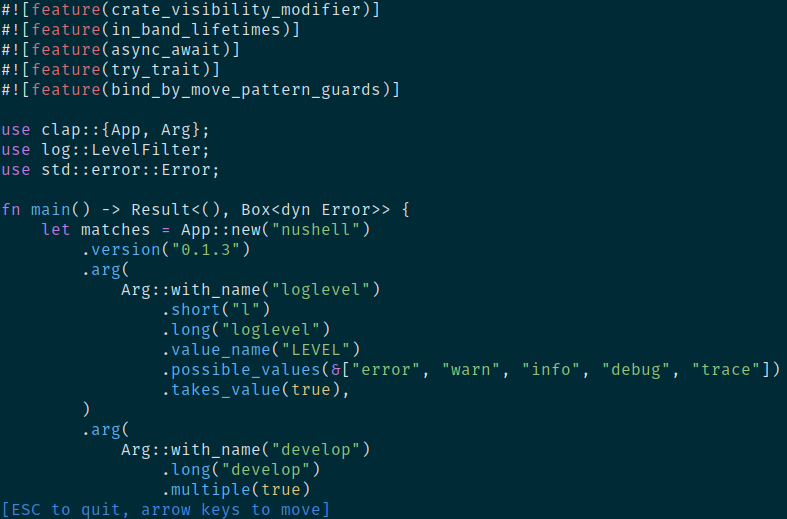 #![feature(crate_visibility_modifier)]
#![feature(in_band_lifetimes)]
#![feature(async_await)]
#![feature(try_trait)]
#![feature(bind_by_move_pattern_guards)]

use clap::{App, Arg};
use log::LevelFilter;
use std::error::Error;

fn main() -> Result<(), Box<dyn Error>> {
    let matches = App::new("nushell")
        .version("0.1.3")
        .arg(
            Arg::with_name("loglevel")
                .short("l")
                .long("loglevel")
                .value_name("LEVEL")
                .possible_values(&["error", "warn", "info", "debug", "trace"])
                .takes_value(true),
        )
        .arg(
            Arg::with_name("develop")
                .long("develop")
                .multiple(true)
[ESC to quit, arrow keys to move]